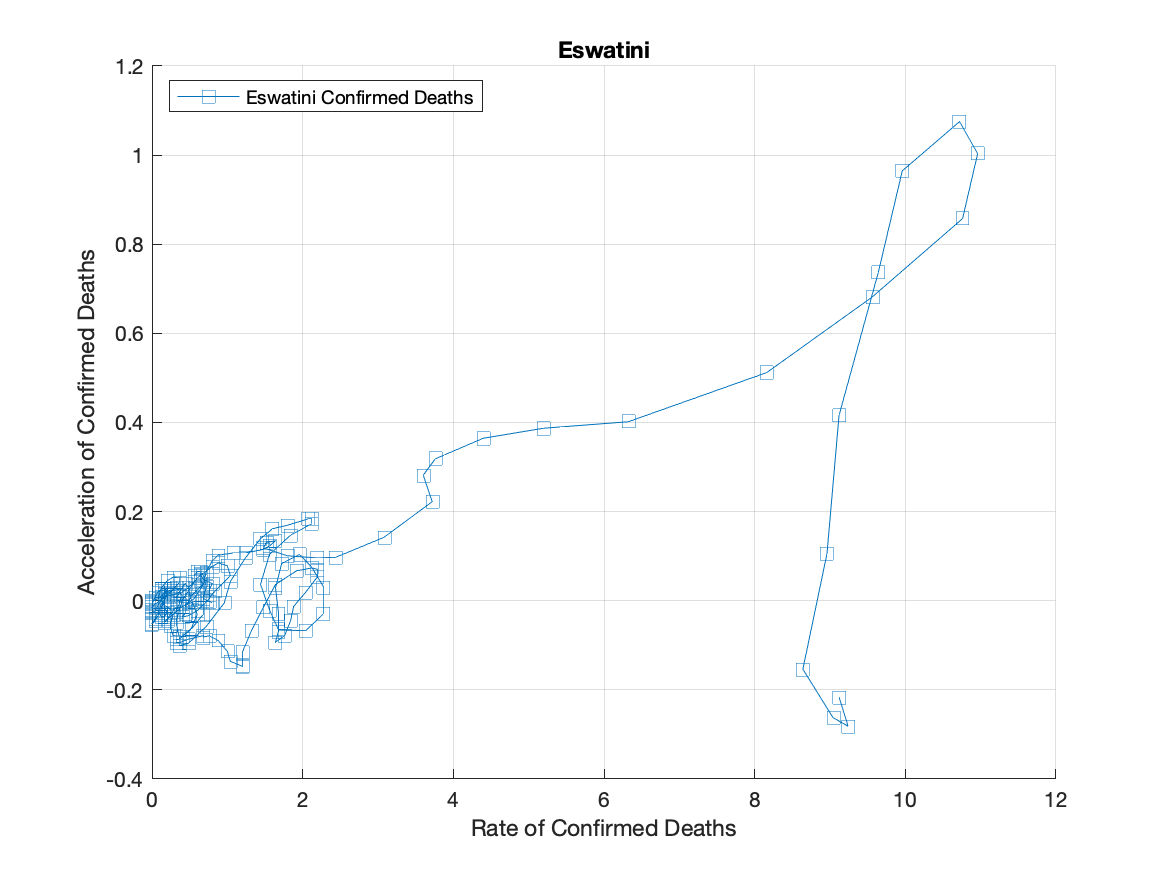 Eswatini
Eswatini Confirmed Deaths
1.2
1
0.8
0.6
0.4
0.2
0
-0.2
-0.4
Acceleration of Confirmed Deaths
0 2 4 6 8 10 12
Rate of Confirmed Deaths